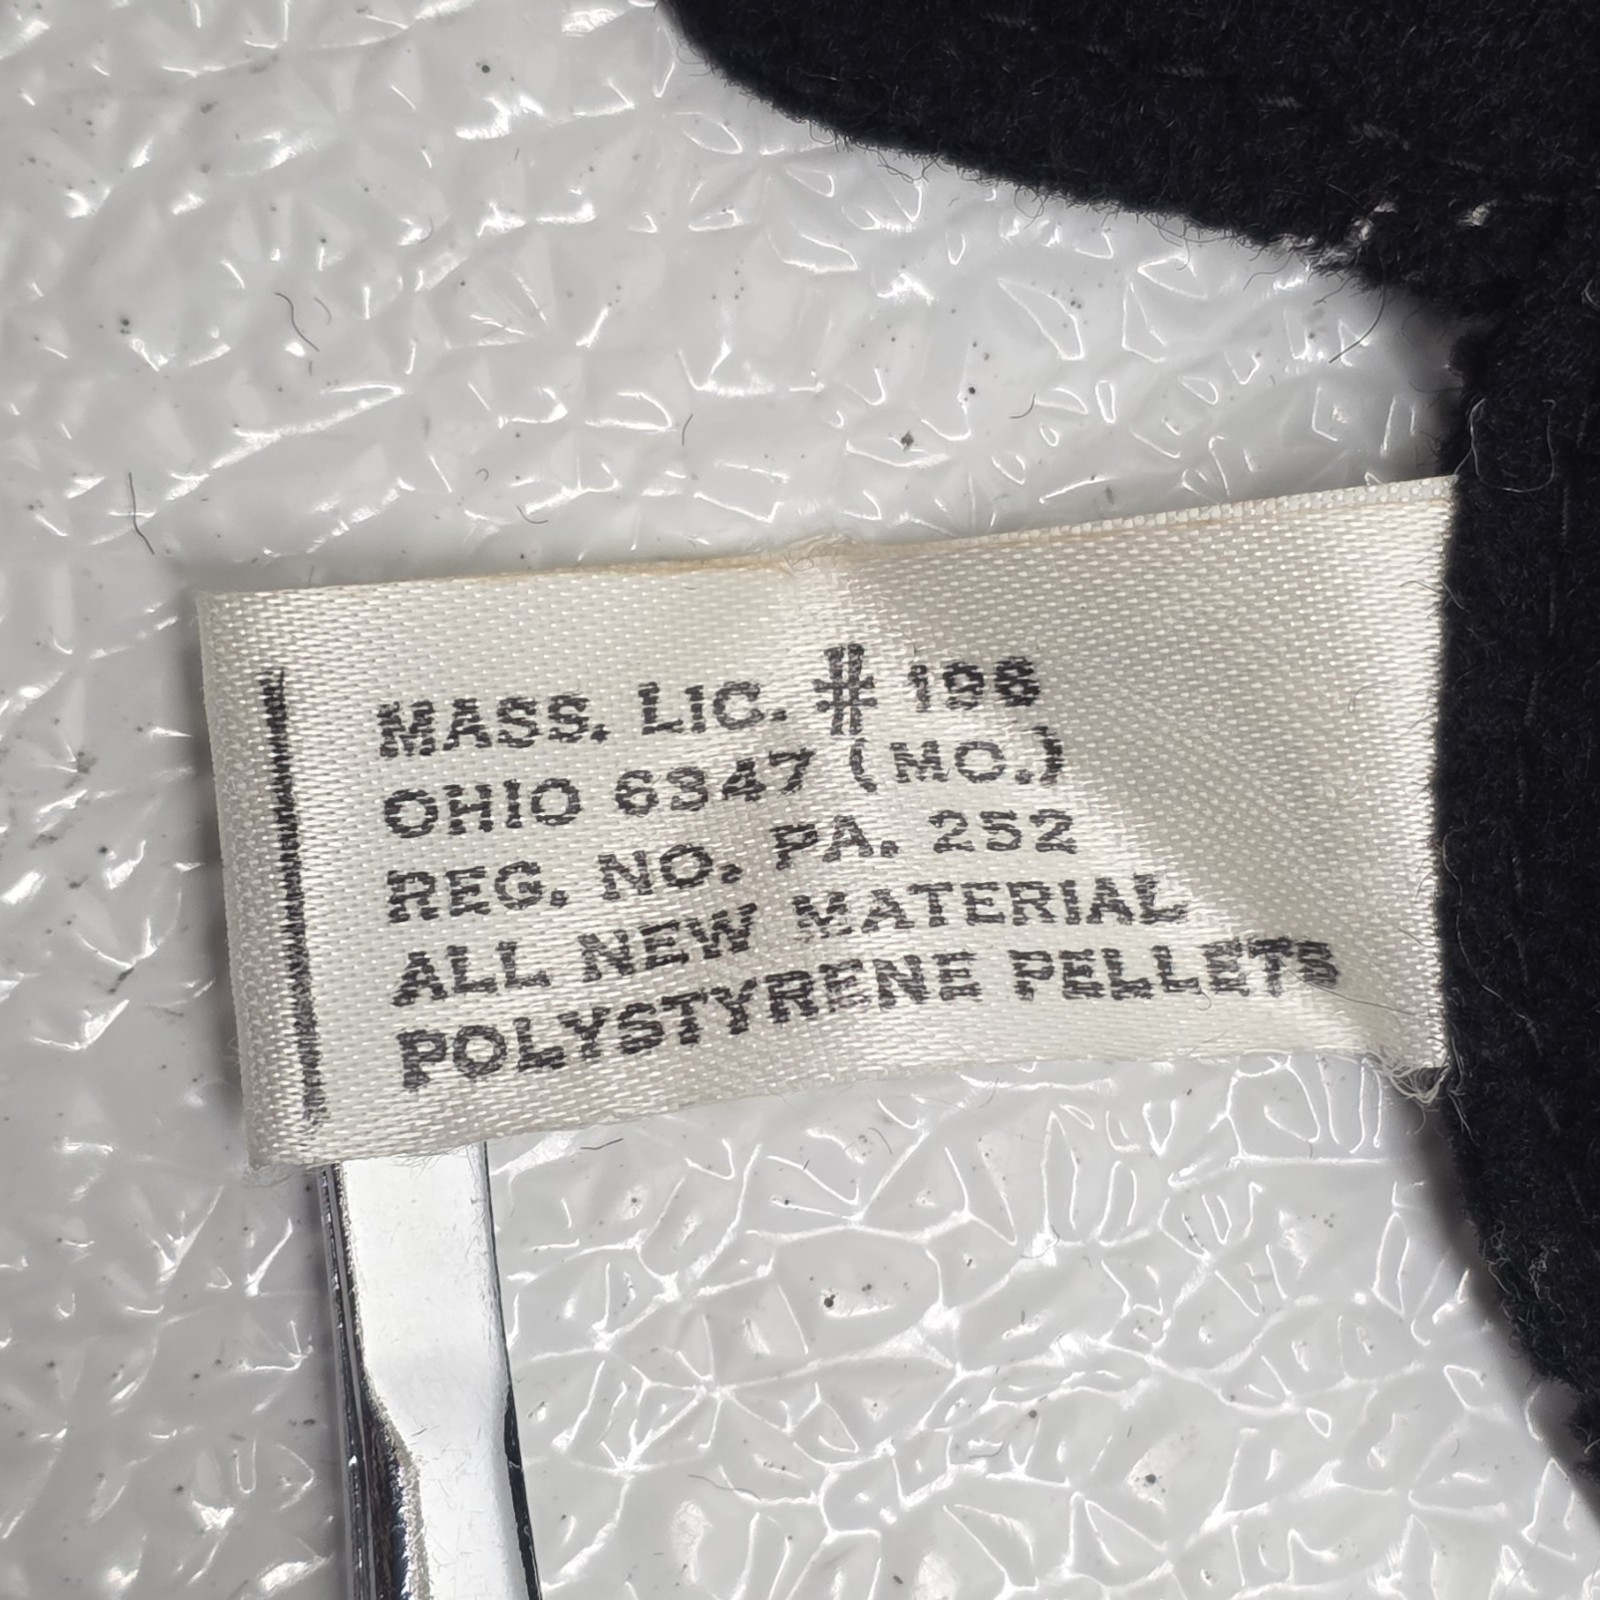 MASS. LIC. # 198
OHIO 6347 (MO.)
REG. NO. PA. 252
ALL NEW MATERIAL
POLYSTYRENE PELLETS